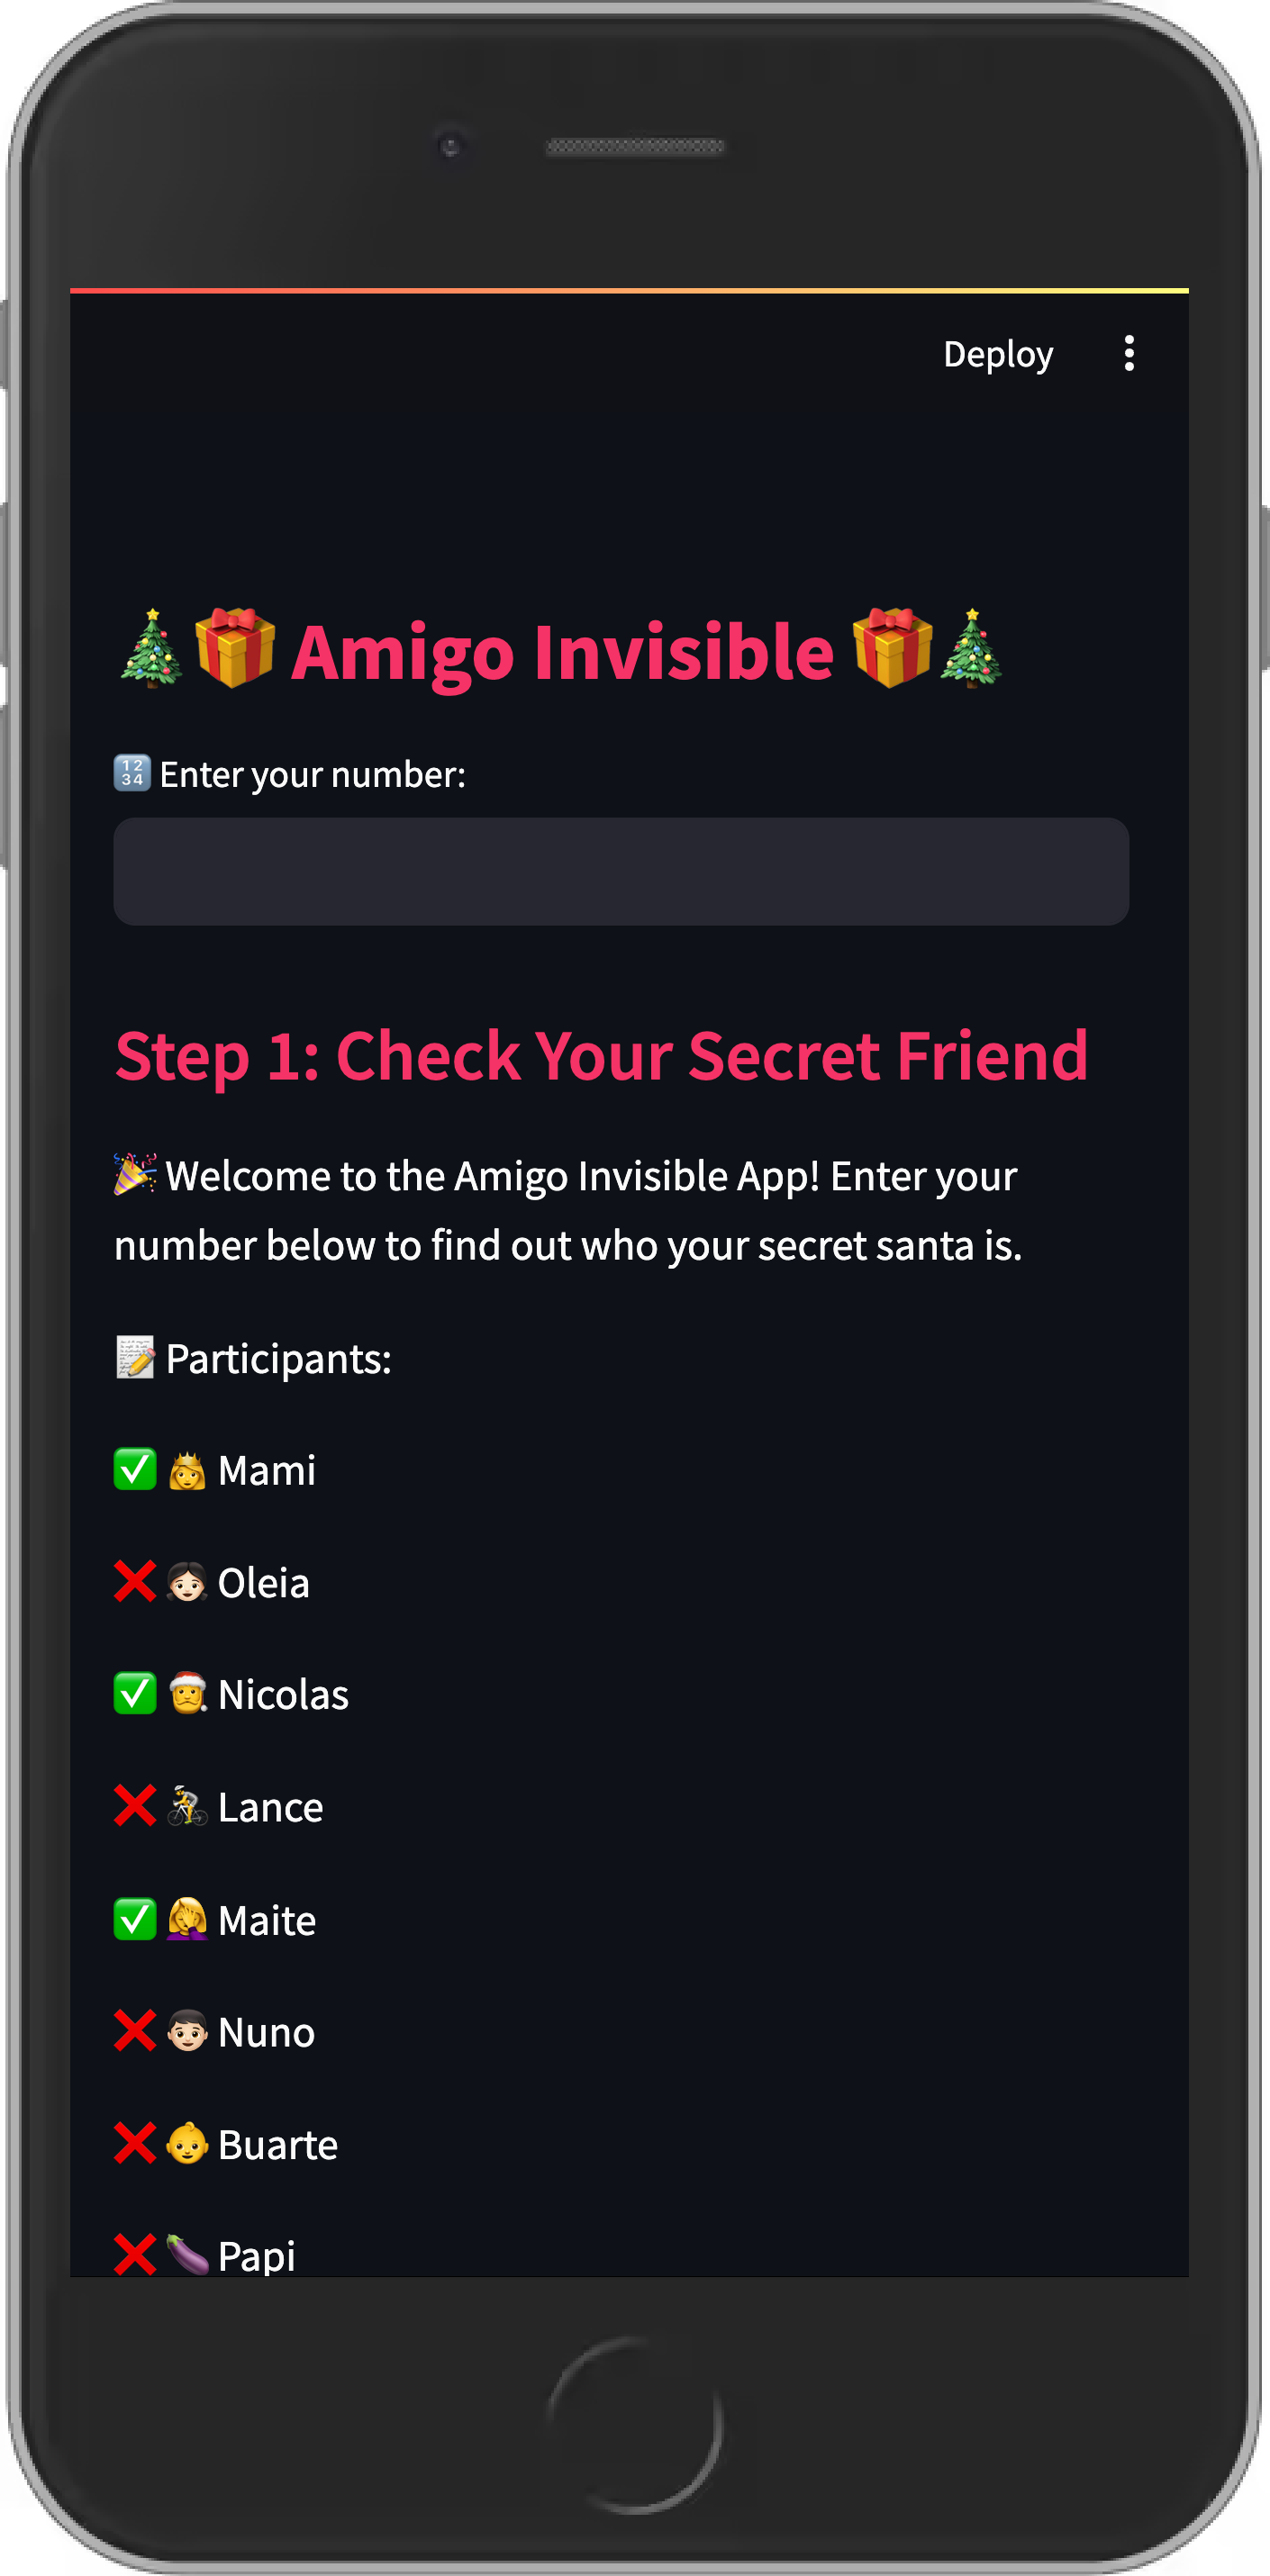 Deploy
🎄🎁 Amigo Invisible 🎁🎄
🔢 Enter your number:
Step 1: Check Your Secret Friend
🎉 Welcome to the Amigo Invisible App! Enter your
number below to find out who your secret santa is.
📝 Participants:
✅ 👸 Mami
❌ 👧🏻 Oleia
✅ 🎅 Nicolas
❌ 🚴 Lance
✅ 🤦‍♀️ Maite
❌ 👦🏻 Nuno
❌ 👶 Buarte
❌ 🍆 Papi